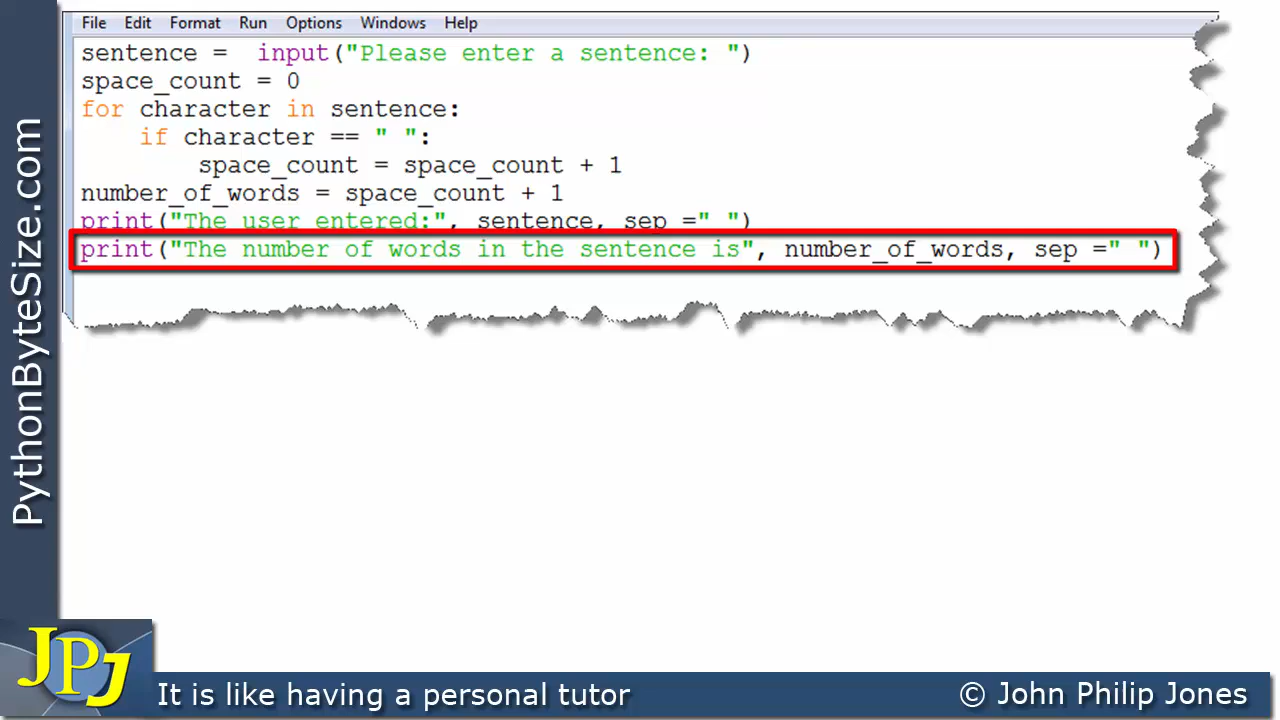 File Edit Format Run Options Windows Help
sentence =  input("Please enter a sentence: ")
space_count = 0
for character in sentence:
    if character == " ":
        space_count = space_count + 1
number_of_words = space_count + 1
print("The user entered:", sentence, sep =" ")
print("The number of words in the sentence is", number_of_words, sep =" ")
PythonByteSize.com
JPJ
It is like having a personal tutor
© John Philip Jones